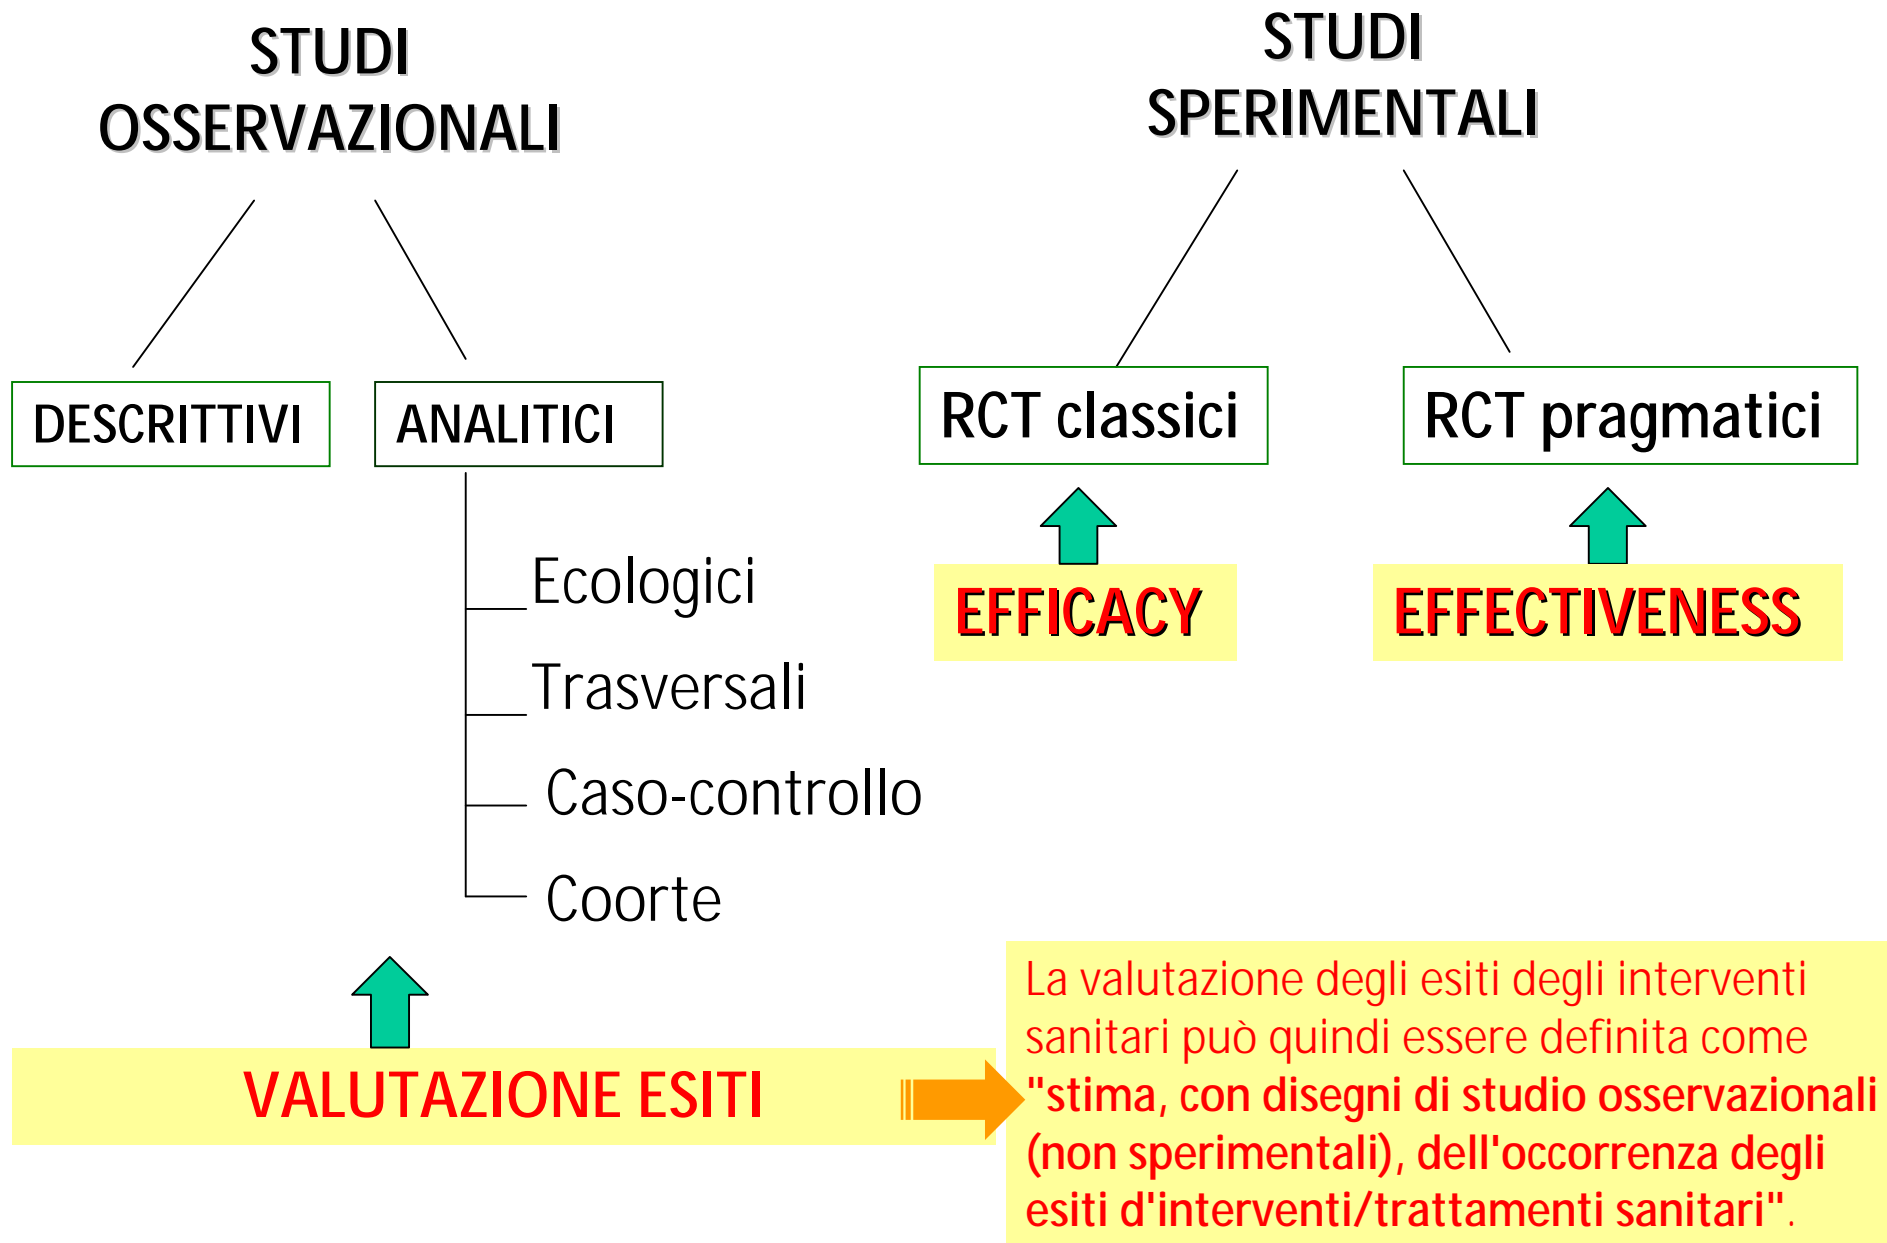 STUDI
OSSERVAZIONALI
STUDI
SPERIMENTALI
DESCRITTIVI
ANALITICI
RCT classici
RCT pragmatici
Ecologici
Trasversali
Caso-controllo
Coorte
EFFICACY
EFFECTIVENESS
VALUTAZIONE ESITI
La valutazione degli esiti degli interventi
sanitari può quindi essere definita come
"stima, con disegni di studio osservazionali
(non sperimentali), dell'occorrenza degli
esiti d'interventi/trattamenti sanitari".